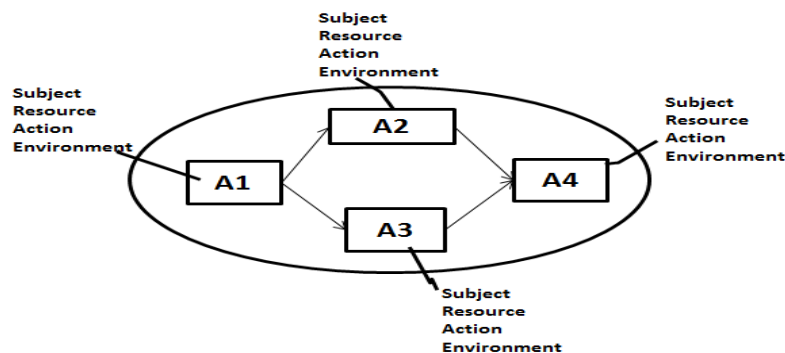 Subject
Resource
Action
Environment
Subject
Resource
Action
Environment
A1
A2
A3
A4
Subject
Resource
Action
Environment
Subject
Resource
Action
Environment